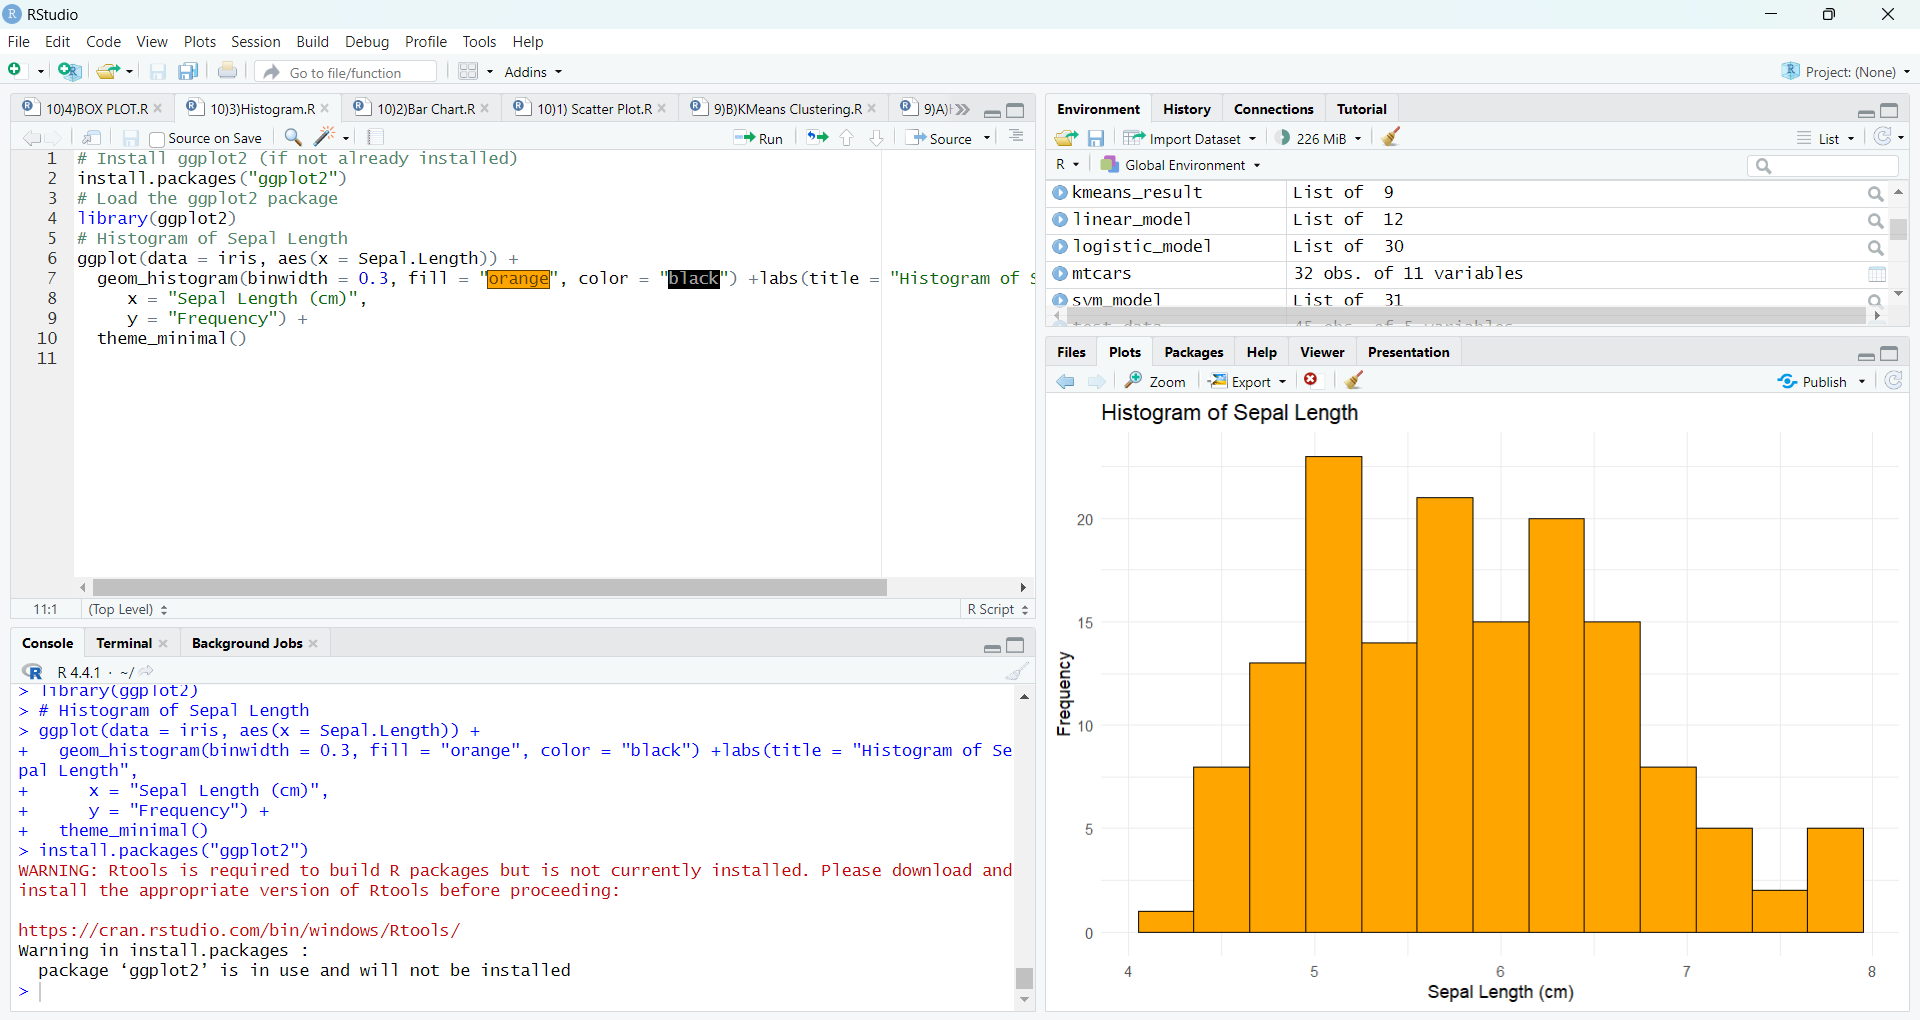 RStudio
File Edit Code View Plots Session Build Debug Profile Tools Help
Go to file/function Addins Project: (None)
10)4)BOX PLOT.R 10)3)Histogram.R 10)2)Bar Chart.R 10)1) Scatter Plot.R 9)B)KMeans Clustering.R 9)A)
Source on Save Run Source
1 # Install ggplot2 (if not already installed)
2 install.packages("ggplot2")
3 # Load the ggplot2 package
4 library(ggplot2)
5 # Histogram of Sepal Length
6 ggplot(data = iris, aes(x = Sepal.Length)) +
7 geom_histogram(binwidth = 0.3, fill = "orange", color = "black") +labs(title = "Histogram of
8 x = "Sepal Length (cm)",
9 y = "Frequency") +
10 theme_minimal()
11
11:1 (Top Level) R Script
Console Terminal Background Jobs
R 4.4.1 · ~/
> library(ggplot2)
> # Histogram of Sepal Length
> ggplot(data = iris, aes(x = Sepal.Length)) +
+ geom_histogram(binwidth = 0.3, fill = "orange", color = "black") +labs(title = "Histogram of Se
pal Length",
+ x = "Sepal Length (cm)",
+ y = "Frequency") +
+ theme_minimal()
> install.packages("ggplot2")
WARNING: Rtools is required to build R packages but is not currently installed. Please download and
install the appropriate version of Rtools before proceeding:
https://cran.rstudio.com/bin/windows/Rtools/
Warning in install.packages :
package ‘ggplot2’ is in use and will not be installed
>
Environment History Connections Tutorial
Import Dataset 226 MiB List
R Global Environment
kmeans_result List of 9
linear_model List of 12
logistic_model List of 30
mtcars 32 obs. of 11 variables
svm_model List of 31
test_data 45 obs. of 5 variables
Files Plots Packages Help Viewer Presentation
Zoom Export Publish
Histogram of Sepal Length
20
15
10
5
0
Frequency
4 5 6 7 8
Sepal Length (cm)